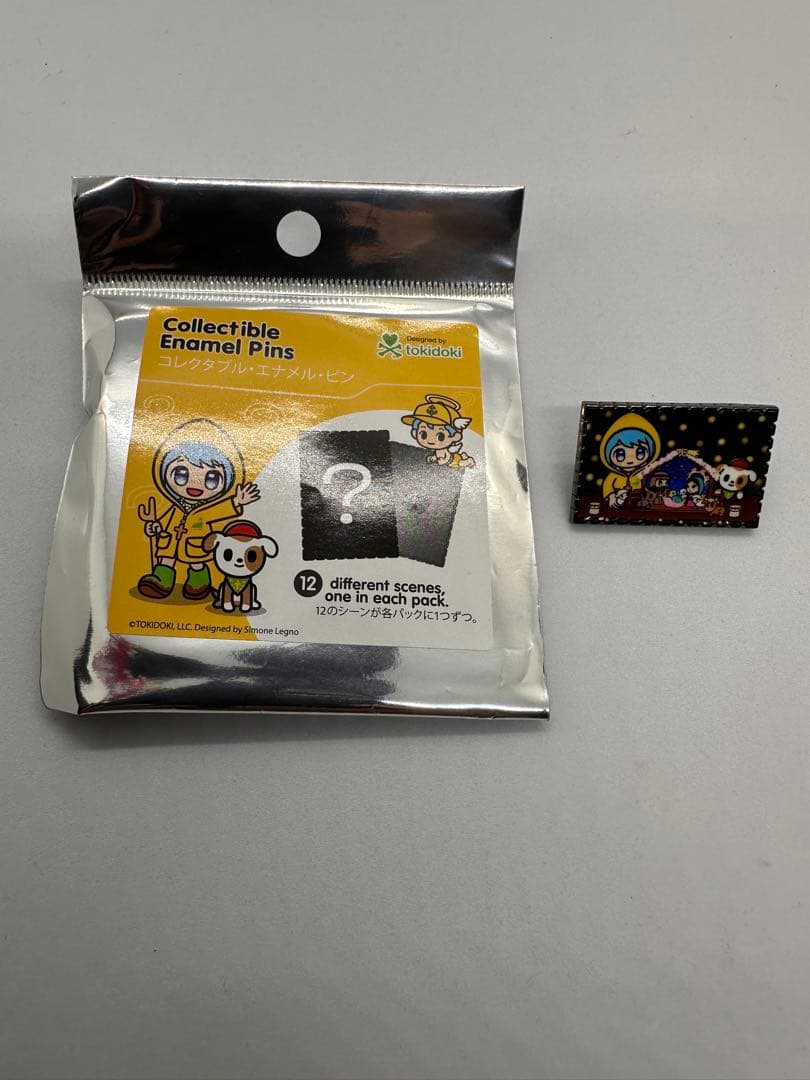 Collectible
Enamel Pins
コレクタブル・エナメル・ピン
Designed by
tokidoki
?
12 different scenes,
one in each pack.
12のシーンが各パックに1つずつ。
©TOKIDOKI, LLC. Designed by Simone Legno